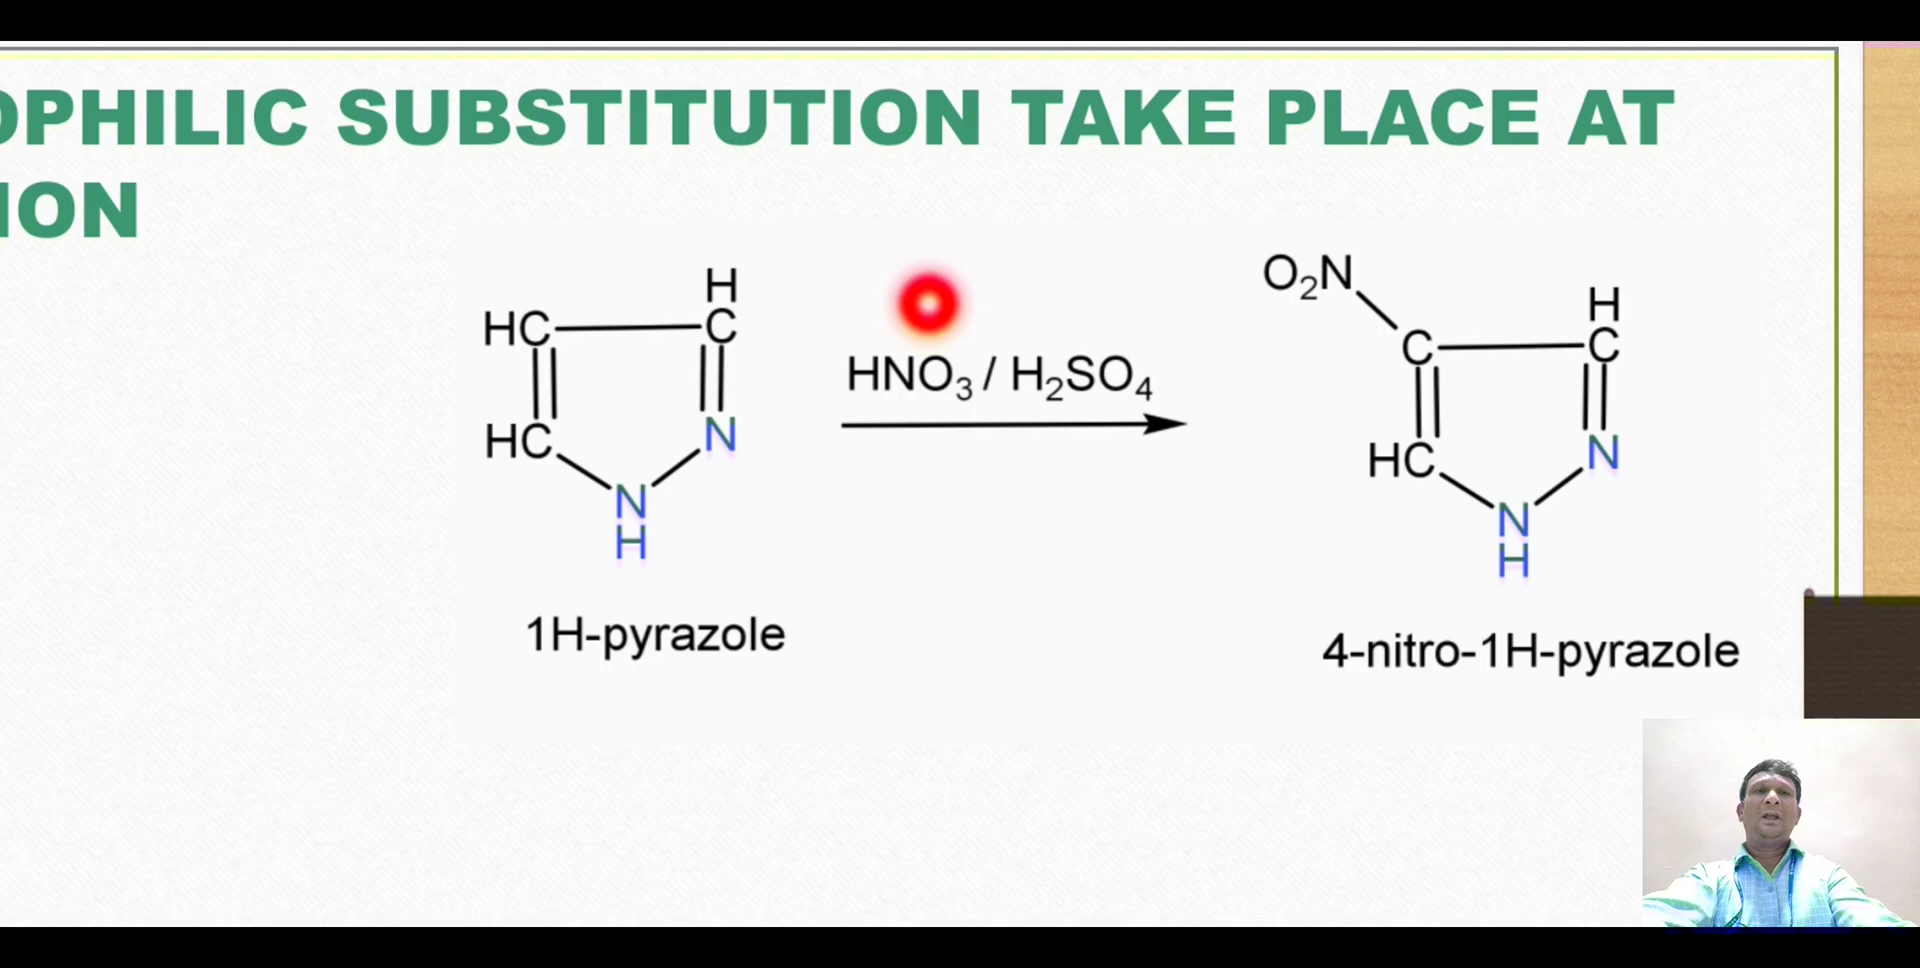 OPHILIC SUBSTITUTION TAKE PLACE AT
ION
O₂N
H
HC
C
HNO₃ / H₂SO₄
H
C
C
HC
N
HC
N
N
H
N
H
1H-pyrazole
4-nitro-1H-pyrazole